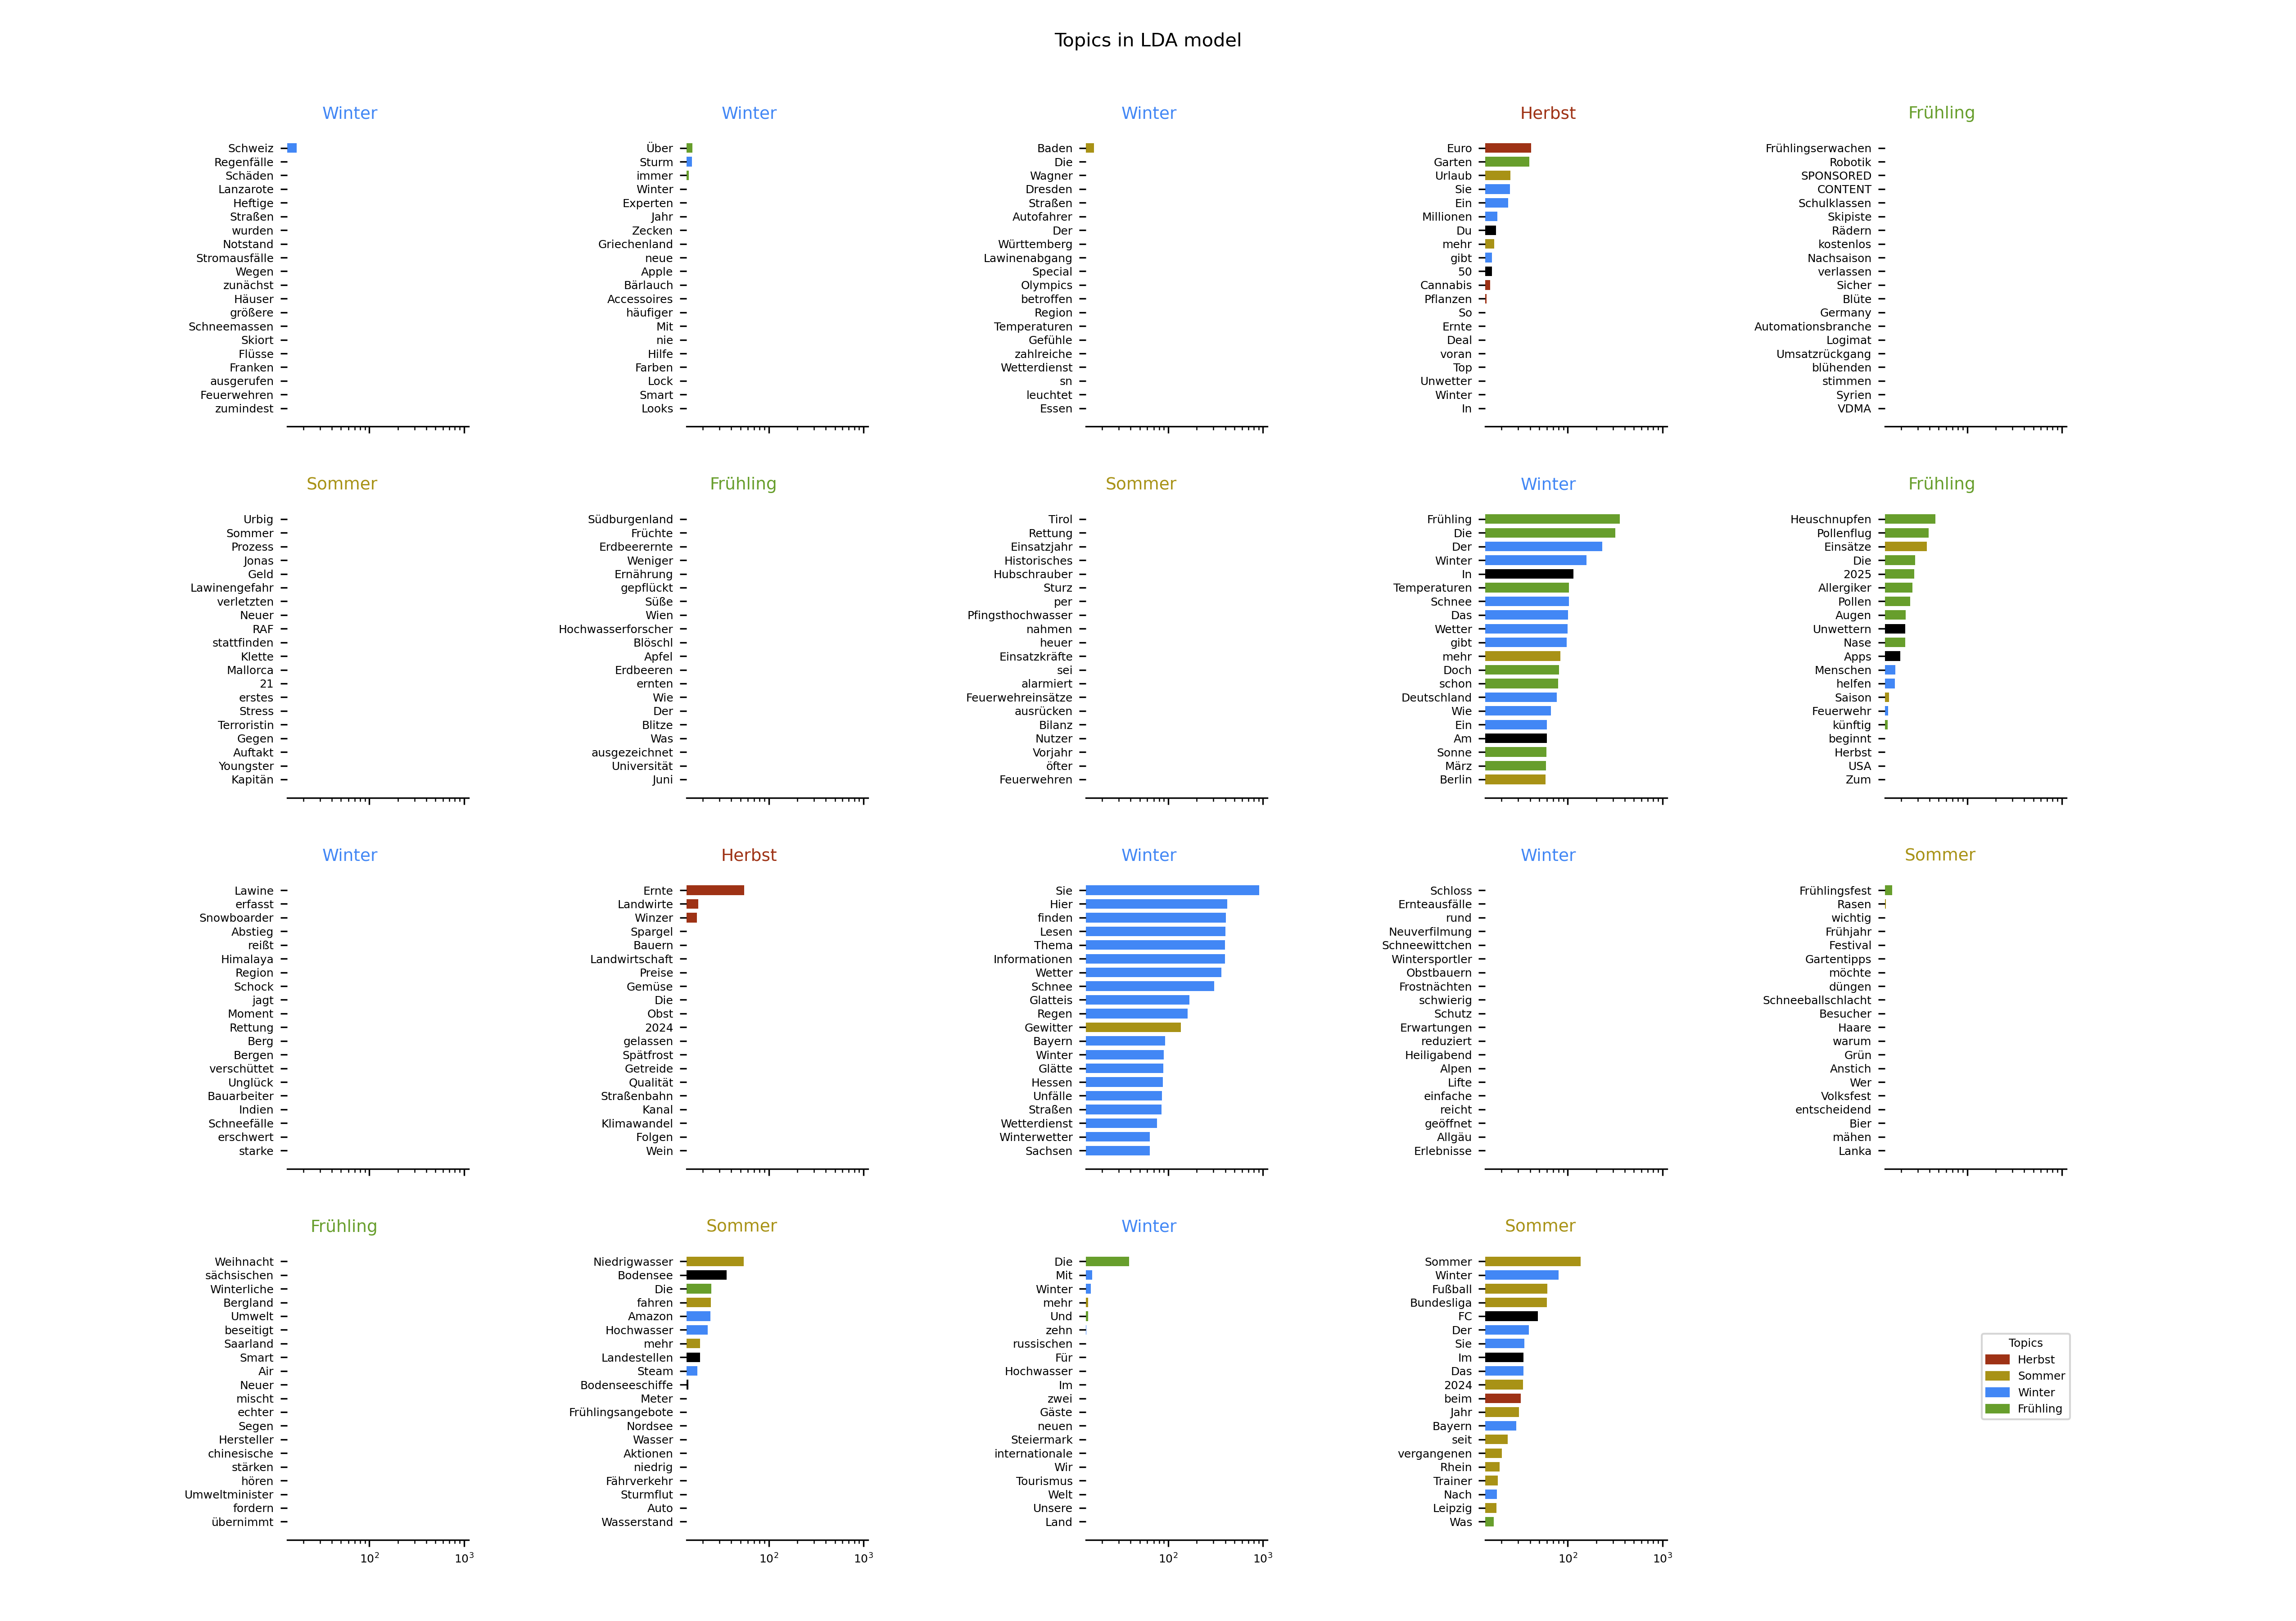 Topics in LDA model
Winter
Schweiz
Regenfälle
Schäden
Lanzarote
Heftige
Straßen
wurden
Notstand
Stromausfälle
Wegen
zunächst
Häuser
größere
Schneemassen
Skiort
Flüsse
Franken
ausgerufen
Feuerwehren
zumindest
Winter
Über
Sturm
immer
Winter
Experten
Jahr
Zecken
Griechenland
neue
Apple
Bärlauch
Accessoires
häufiger
Mit
nie
Hilfe
Farben
Lock
Smart
Looks
Winter
Baden
Die
Wagner
Dresden
Straßen
Autofahrer
Der
Württemberg
Lawinenabgang
Special
Olympics
betroffen
Region
Temperaturen
Gefühle
zahlreiche
Wetterdienst
sn
leuchtet
Essen
Herbst
Euro
Garten
Urlaub
Sie
Ein
Millionen
Du
mehr
gibt
50
Cannabis
Pflanzen
So
Ernte
Deal
voran
Top
Unwetter
Winter
In
Frühling
Frühlingserwachen
Robotik
SPONSORED
CONTENT
Schulklassen
Skipiste
Rädern
kostenlos
Nachsaison
verlassen
Sicher
Blüte
Germany
Automationsbranche
Logimat
Umsatzrückgang
blühenden
stimmen
Syrien
VDMA
Sommer
Urbig
Sommer
Prozess
Jonas
Geld
Lawinengefahr
verletzten
Neuer
RAF
stattfinden
Klette
Mallorca
21
erstes
Stress
Terroristin
Gegen
Auftakt
Youngster
Kapitän
Frühling
Südburgenland
Früchte
Erdbeerernte
Weniger
Ernährung
gepflückt
Süße
Wien
Hochwasserforscher
Blöschl
Apfel
Erdbeeren
ernten
Wie
Der
Blitze
Was
ausgezeichnet
Universität
Juni
Sommer
Tirol
Rettung
Einsatzjahr
Historisches
Hubschrauber
Sturz
per
Pfingsthochwasser
nahmen
heuer
Einsatzkräfte
sei
alarmiert
Feuerwehreinsätze
ausrücken
Bilanz
Nutzer
Vorjahr
öfter
Feuerwehren
Winter
Frühling
Die
Der
Winter
In
Temperaturen
Schnee
Das
Wetter
gibt
mehr
Doch
schon
Deutschland
Wie
Ein
Am
Sonne
März
Berlin
Frühling
Heuschnupfen
Pollenflug
Einsätze
Die
2025
Allergiker
Pollen
Augen
Unwettern
Nase
Apps
Menschen
helfen
Saison
Feuerwehr
künftig
beginnt
Herbst
USA
Zum
Winter
Lawine
erfasst
Snowboarder
Abstieg
reißt
Himalaya
Region
Schock
jagt
Moment
Rettung
Berg
Bergen
verschüttet
Unglück
Bauarbeiter
Indien
Schneefälle
erschwert
starke
Herbst
Ernte
Landwirte
Winzer
Spargel
Bauern
Landwirtschaft
Preise
Gemüse
Die
Obst
2024
gelassen
Spätfrost
Getreide
Qualität
Straßenbahn
Kanal
Klimawandel
Folgen
Wein
Winter
Sie
Hier
finden
Lesen
Thema
Informationen
Wetter
Schnee
Glatteis
Regen
Gewitter
Bayern
Winter
Glätte
Hessen
Unfälle
Straßen
Wetterdienst
Winterwetter
Sachsen
Winter
Schloss
Ernteausfälle
rund
Neuverfilmung
Schneewittchen
Wintersportler
Obstbauern
Frostnächten
schwierig
Schutz
Erwartungen
reduziert
Heiligabend
Alpen
Lifte
einfache
reicht
geöffnet
Allgäu
Erlebnisse
Sommer
Frühlingsfest
Rasen
wichtig
Frühjahr
Festival
Gartentipps
möchte
düngen
Schneeballschlacht
Besucher
Haare
warum
Grün
Anstich
Wer
Volksfest
entscheidend
Bier
mähen
Lanka
Frühling
Weihnacht
sächsischen
Winterliche
Bergland
Umwelt
beseitigt
Saarland
Smart
Air
Neuer
mischt
echter
Segen
Hersteller
chinesische
stärken
hören
Umweltminister
fordern
übernimmt
10² 10³
Sommer
Niedrigwasser
Bodensee
Die
fahren
Amazon
Hochwasser
mehr
Landestellen
Steam
Bodenseeschiffe
Meter
Frühlingsangebote
Nordsee
Wasser
Aktionen
niedrig
Fährverkehr
Sturmflut
Auto
Wasserstand
10² 10³
Winter
Die
Mit
Winter
mehr
Und
zehn
russischen
Für
Hochwasser
Im
zwei
Gäste
neuen
Steiermark
internationale
Wir
Tourismus
Welt
Unsere
Land
10² 10³
Sommer
Sommer
Winter
Fußball
Bundesliga
FC
Der
Sie
Im
Das
2024
beim
Jahr
Bayern
seit
vergangenen
Rhein
Trainer
Nach
Leipzig
Was
10² 10³
Topics
Herbst
Sommer
Winter
Frühling